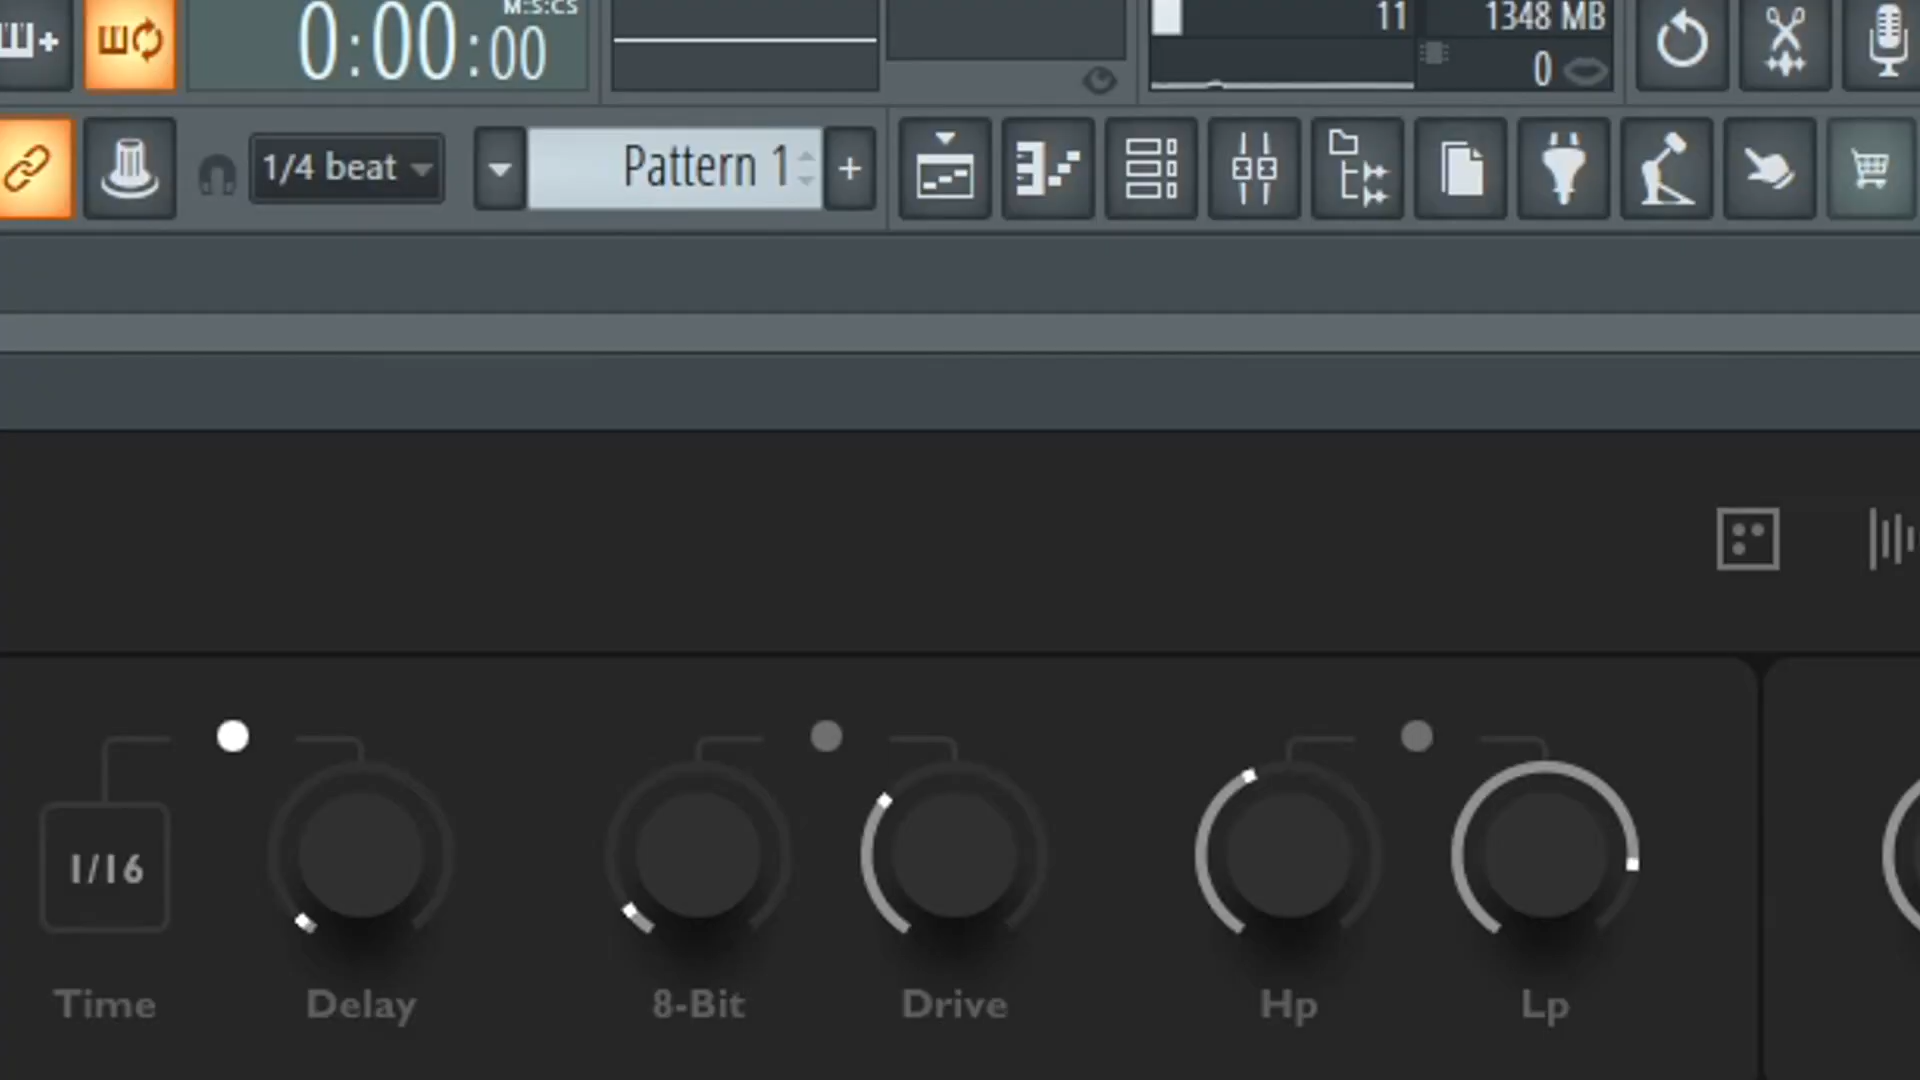 M:S:CS
0:00:00
11
1348 MB
0
1/4 beat
Pattern 1
+
1/16
Time
Delay
8-Bit
Drive
Hp
Lp